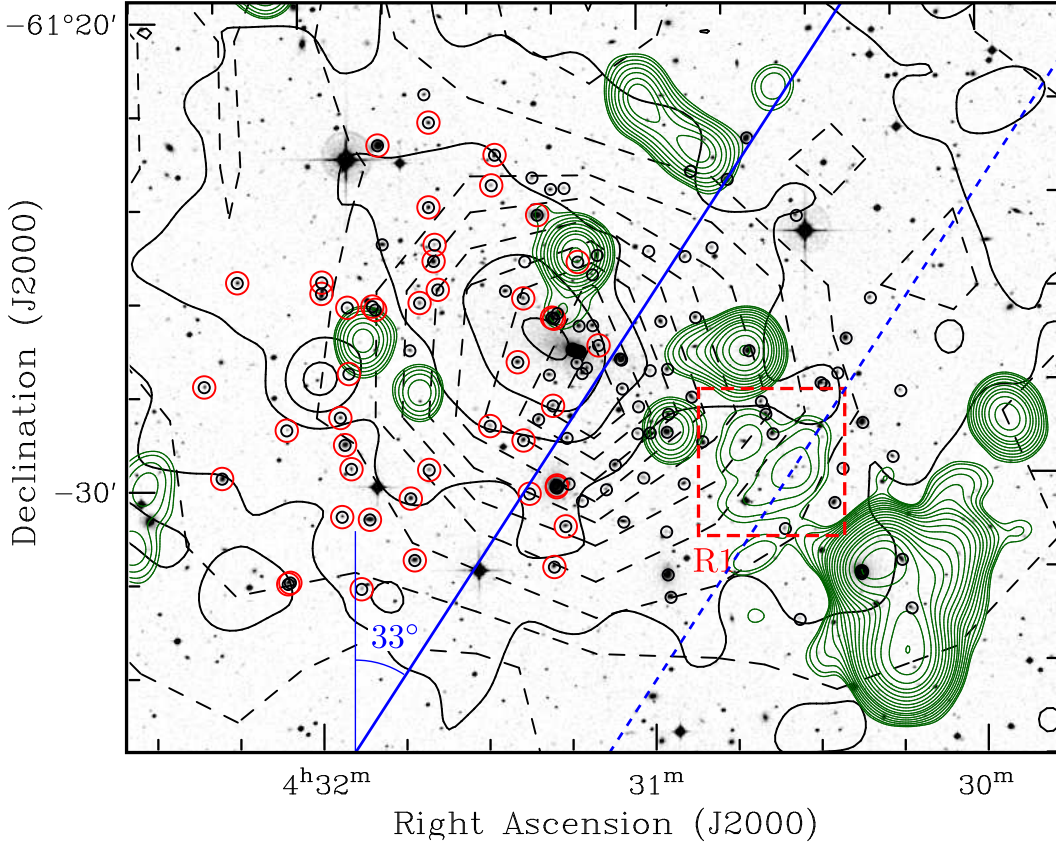 −61°20′
−30′
Declination (J2000)
R1
33°
4ʰ32ᵐ
31ᵐ
30ᵐ
Right Ascension (J2000)